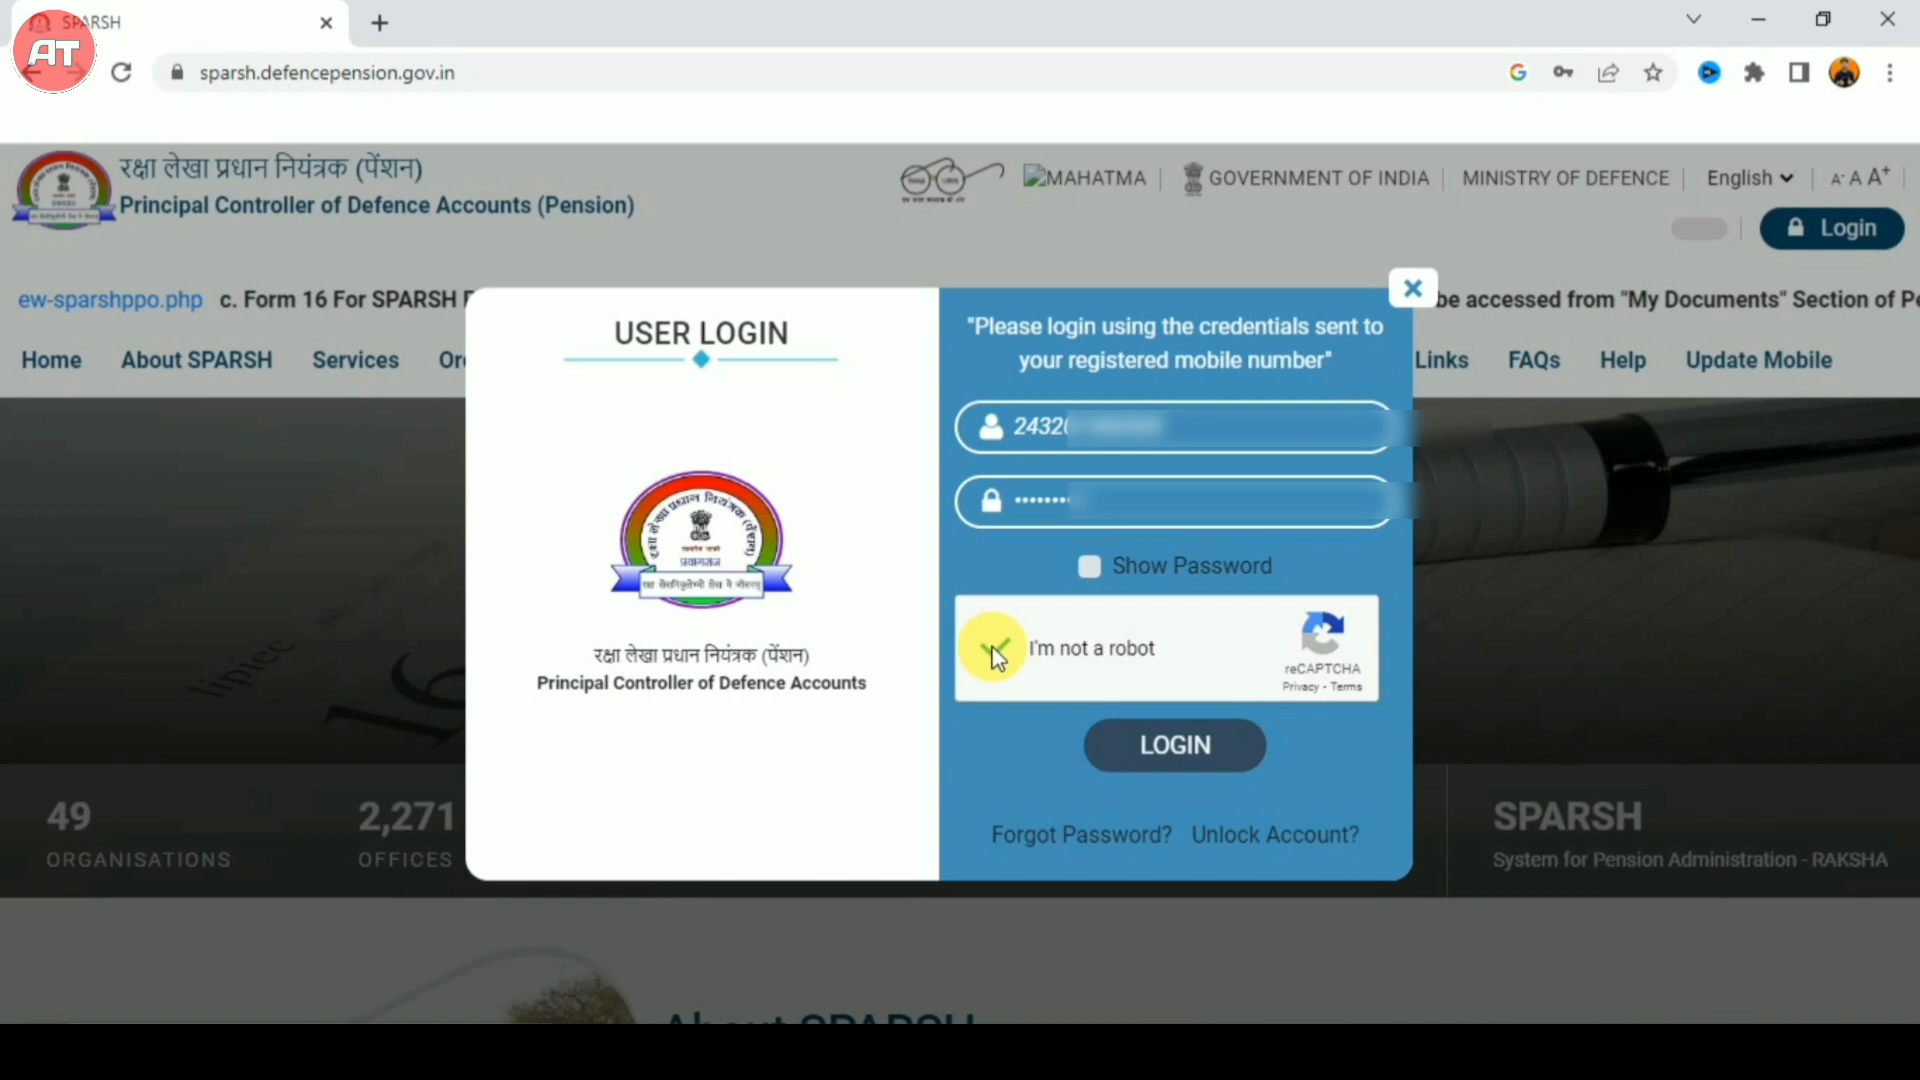 SPARSH
AT
sparsh.defencepension.gov.in
रक्षा लेखा प्रधान नियंत्रक (पेंशन)
Principal Controller of Defence Accounts (Pension)
MAHATMA
GOVERNMENT OF INDIA
MINISTRY OF DEFENCE
English
A- A A+
Login
ew-sparshppo.php c. Form 16 For SPARSH
be accessed from "My Documents" Section of
Home About SPARSH Services
Links FAQs Help Update Mobile
USER LOGIN
रक्षा लेखा प्रधान नियंत्रक (पेंशन)
Principal Controller of Defence Accounts
"Please login using the credentials sent to
your registered mobile number"
2432
Show Password
I'm not a robot
reCAPTCHA
Privacy - Terms
LOGIN
Forgot Password? Unlock Account?
49
ORGANISATIONS
2,271
OFFICES
SPARSH
System for Pension Administration - RAKSHA
About SPARSH